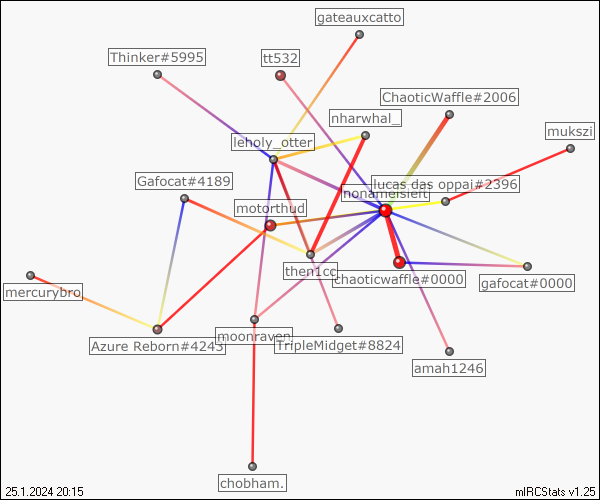 gateauxcatto
Thinker#5995
tt532
ChaoticWaffle#2006
nharwhal_
mukszi
leholy_otter
Gafocat#4189
lucas das oppai#2396
nonameisleft
motorthud
then1cc
chaoticwaffle#0000
gafocat#0000
mercurybro
moonraven
Azure Reborn#4243
TripleMidget#8824
amah1246
chobham.
25.1.2024 20:15
mIRCStats v1.25